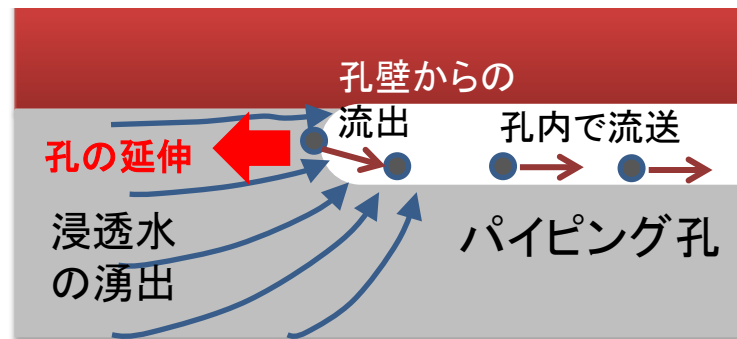 孔壁からの
流出
孔内で流送
孔の延伸
浸透水
の湧出
パイピング孔